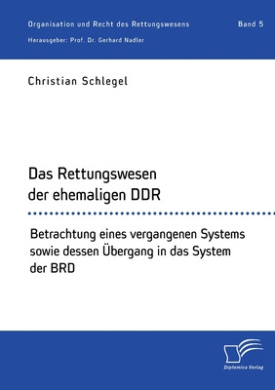 Organisation und Recht des Rettungswesens Band 5
Herausgeber: Prof. Dr. Gerhard Nadler
Christian Schlegel
Das Rettungswesen
der ehemaligen DDR
Betrachtung eines vergangenen Systems
sowie dessen Übergang in das System
der BRD
Diplomica Verlag